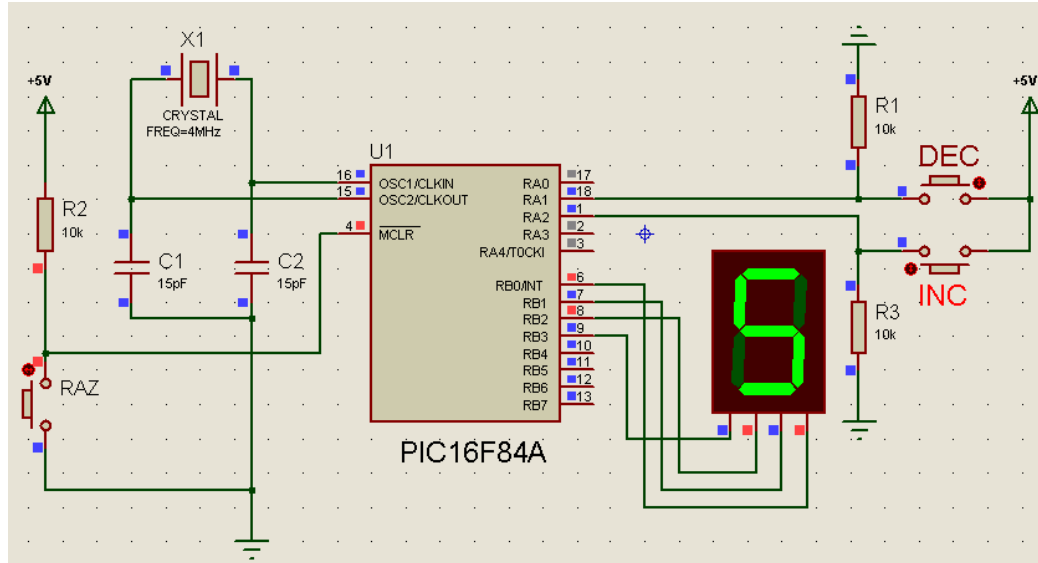 X1
+5V
CRYSTAL
FREQ=4MHz
R2
10k
C1
15pF
C2
15pF
RAZ
U1
16 OSC1/CLKIN
15 OSC2/CLKOUT
4 MCLR
RA0 17
RA1 18
RA2 1
RA3 2
RA4/T0CKI 3
RB0/INT 6
RB1 7
RB2 8
RB3 9
RB4 10
RB5 11
RB6 12
RB7 13
PIC16F84A
R1
10k
+5V
DEC
INC
R3
10k
5